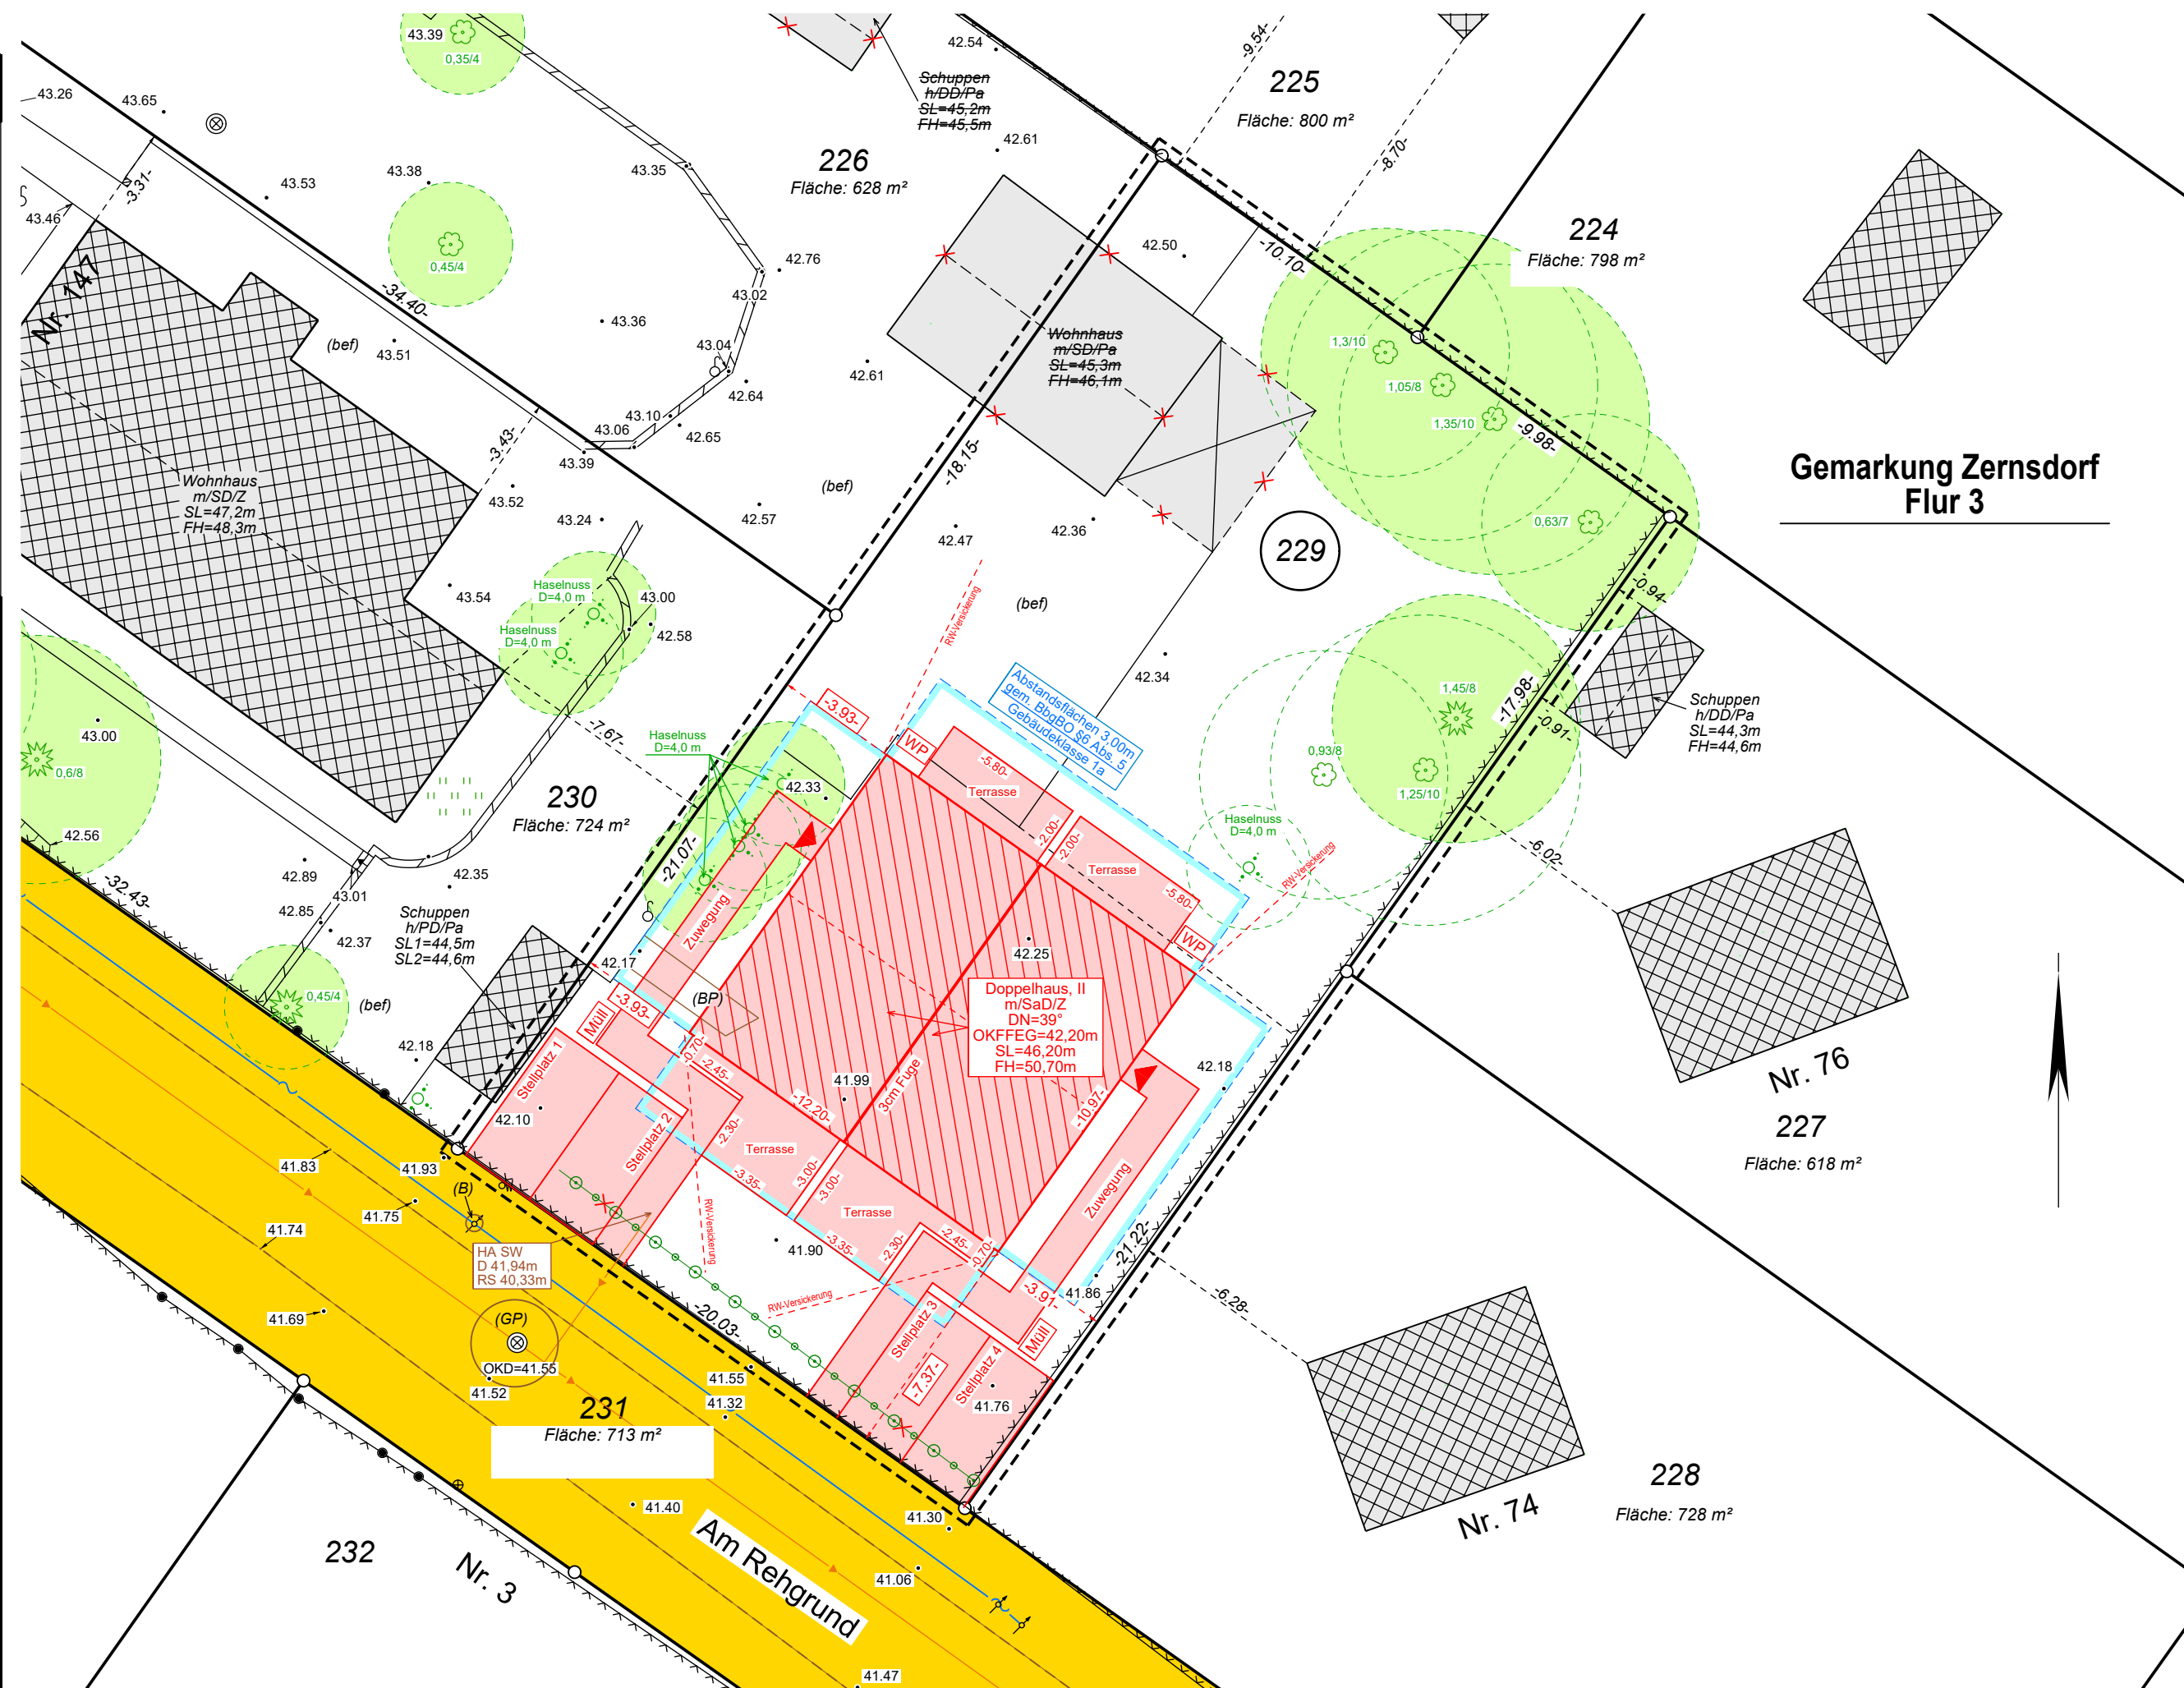 43.39
0,35/4
42.54
-9.54-
225
Fläche: 800 m²
43.26
43.65
Schuppen
h/DD/Pa
SL=45,2m
FH=45,5m
42.61
226
Fläche: 628 m²
43.35
43.38
43.53
-3.31-
43.46
-8.70-
224
Fläche: 798 m²
42.50
-10.10-
42.76
0,45/4
43.02
-34.40-
Nr. 147
43.36
(bef)
43.51
43.04
42.61
42.64
Wohnhaus
m/SD/Pa
SL=45,3m
FH=46,1m
1,3/10
1,05/8
1,35/10
-9.98-
43.10
43.06
42.65
43.39
-3.43-
-18.15-
Gemarkung Zernsdorf
Flur 3
Wohnhaus
m/SD/Z
SL=47,2m
FH=48,3m
43.52
43.24
(bef)
42.57
42.47
42.36
229
0,63/7
-0.94-
Haselnuss
D=4,0 m
43.00
43.54
Haselnuss
D=4,0 m
42.58
RW-Versickerung
(bef)
42.34
Abstandsflächen 3,00m
gem. BbgBO §6 Abs. 5
Gebäudeklasse 1a
1,45/8
-17.98-
-0.91-
Schuppen
h/DD/Pa
SL=44,3m
FH=44,6m
43.00
0,6/8
-7.67-
Haselnuss
D=4,0 m
-3.93-
WP
-5.80-
Terrasse
0,93/8
1,25/10
42.33
230
Fläche: 724 m²
-2.00-
-2.00-
Haselnuss
D=4,0 m
42.56
-21.07-
Terrasse
-5.80-
RW-Versickerung
-6.02-
-32.43-
42.89
42.35
43.01
42.85
42.37
Schuppen
h/PD/Pa
SL1=44,5m
SL2=44,6m
Zuwegung
WP
42.25
42.17
0,45/4
(bef)
(BP)
-3.93-
Müll
Doppelhaus, II
m/SaD/Z
DN=39°
OKFFEG=42,20m
SL=46,20m
FH=50,70m
42.18
-0.70-
-2.45-
Stellplatz 1
41.99
3cm Fuge
42.18
-12.20-
-10.97-
Nr. 76
42.10
Stellplatz 2
-2.30-
227
Fläche: 618 m²
Terrasse
41.83
41.93
-3.35-
-3.00-
-3.00-
Zuwegung
(B)
41.75
Terrasse
41.74
RW-Versickerung
41.90
-3.35-
-2.30-
-2.45-
-0.70-
-21.22-
HA SW
D 41,94m
RS 40,33m
41.86
-3.91-
-6.28-
RW-Versickerung
41.69
(GP)
-20.03-
Stellplatz 3
Müll
OKD=41.55
41.52
41.55
41.32
-7.37-
Stellplatz 4
41.76
231
Fläche: 713 m²
228
Fläche: 728 m²
Nr. 74
41.40
41.30
Am Rehgrund
232
Nr. 3
41.06
41.47